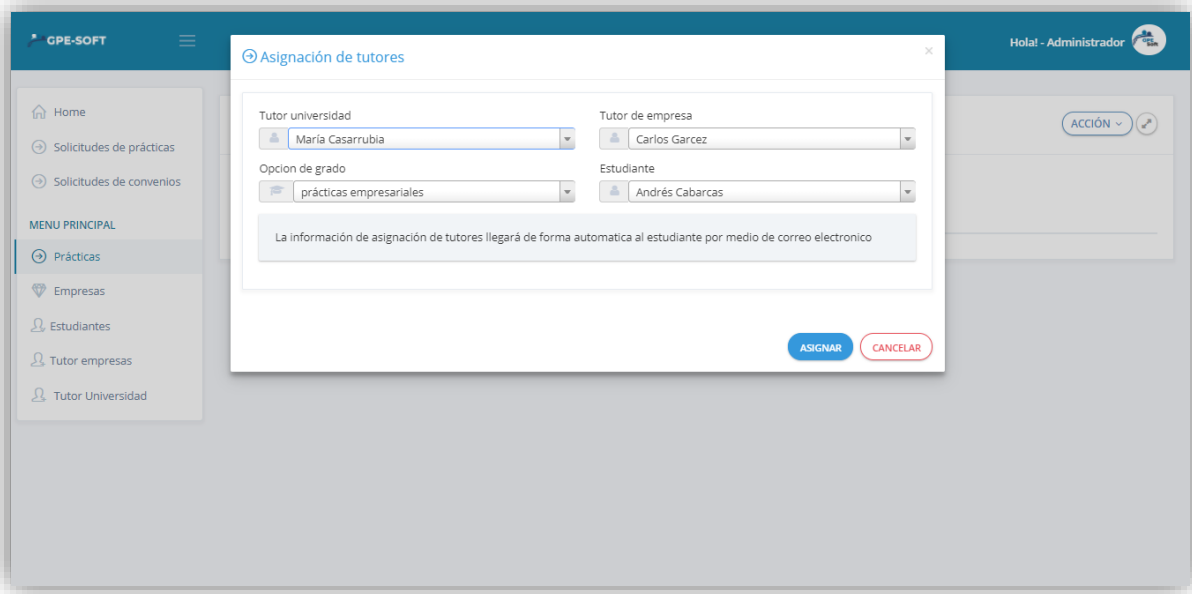 GPE-SOFT
Hola! - Administrador
GPE Soft
Asignación de tutores
×
Home
Solicitudes de prácticas
Solicitudes de convenios
MENU PRINCIPAL
Prácticas
Empresas
Estudiantes
Tutor empresas
Tutor Universidad
ACCIÓN
Tutor universidad
Tutor de empresa
María Casarrubia
Carlos Garcez
Opcion de grado
Estudiante
prácticas empresariales
Andrés Cabarcas
La información de asignación de tutores llegará de forma automatica al estudiante por medio de correo electronico
ASIGNAR
CANCELAR